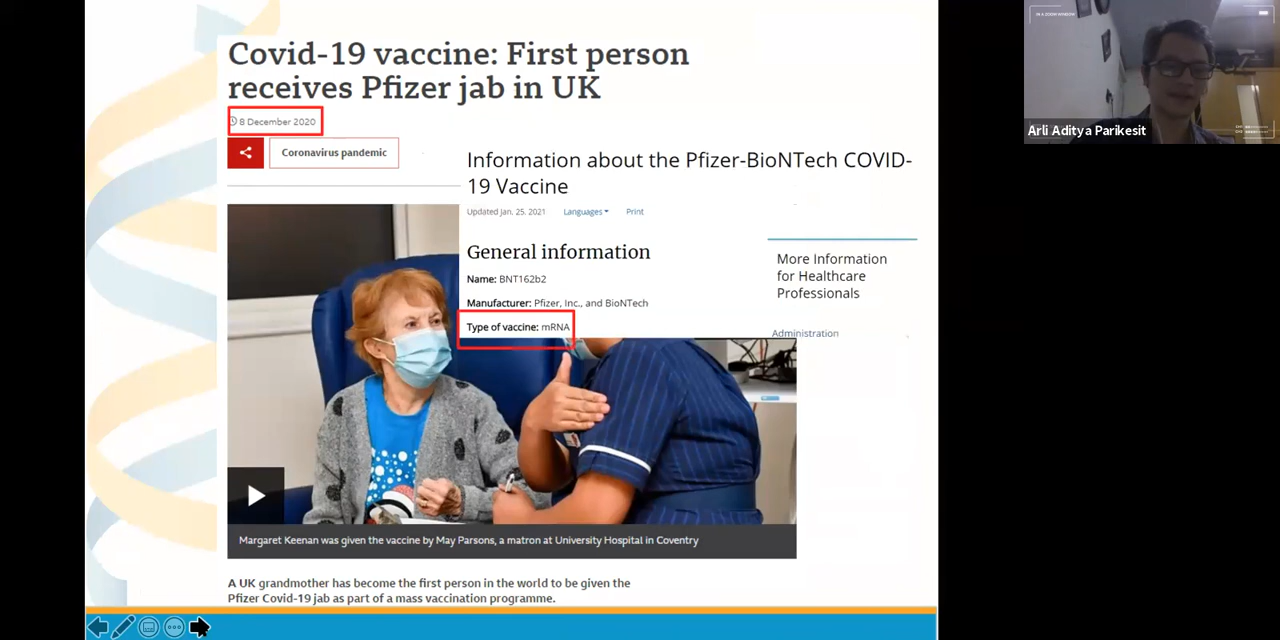 Covid-19 vaccine: First person
receives Pfizer jab in UK
8 December 2020
Coronavirus pandemic
Information about the Pfizer-BioNTech COVID-
19 Vaccine
Updated Jan. 25, 2021 Languages Print
General information
Name: BNT162b2
Manufacturer: Pfizer, Inc., and BioNTech
Type of vaccine: mRNA
More Information
for Healthcare
Professionals
Administration
Margaret Keenan was given the vaccine by May Parsons, a matron at University Hospital in Coventry
A UK grandmother has become the first person in the world to be given the
Pfizer Covid-19 jab as part of a mass vaccination programme.
Arli Aditya Parikesit